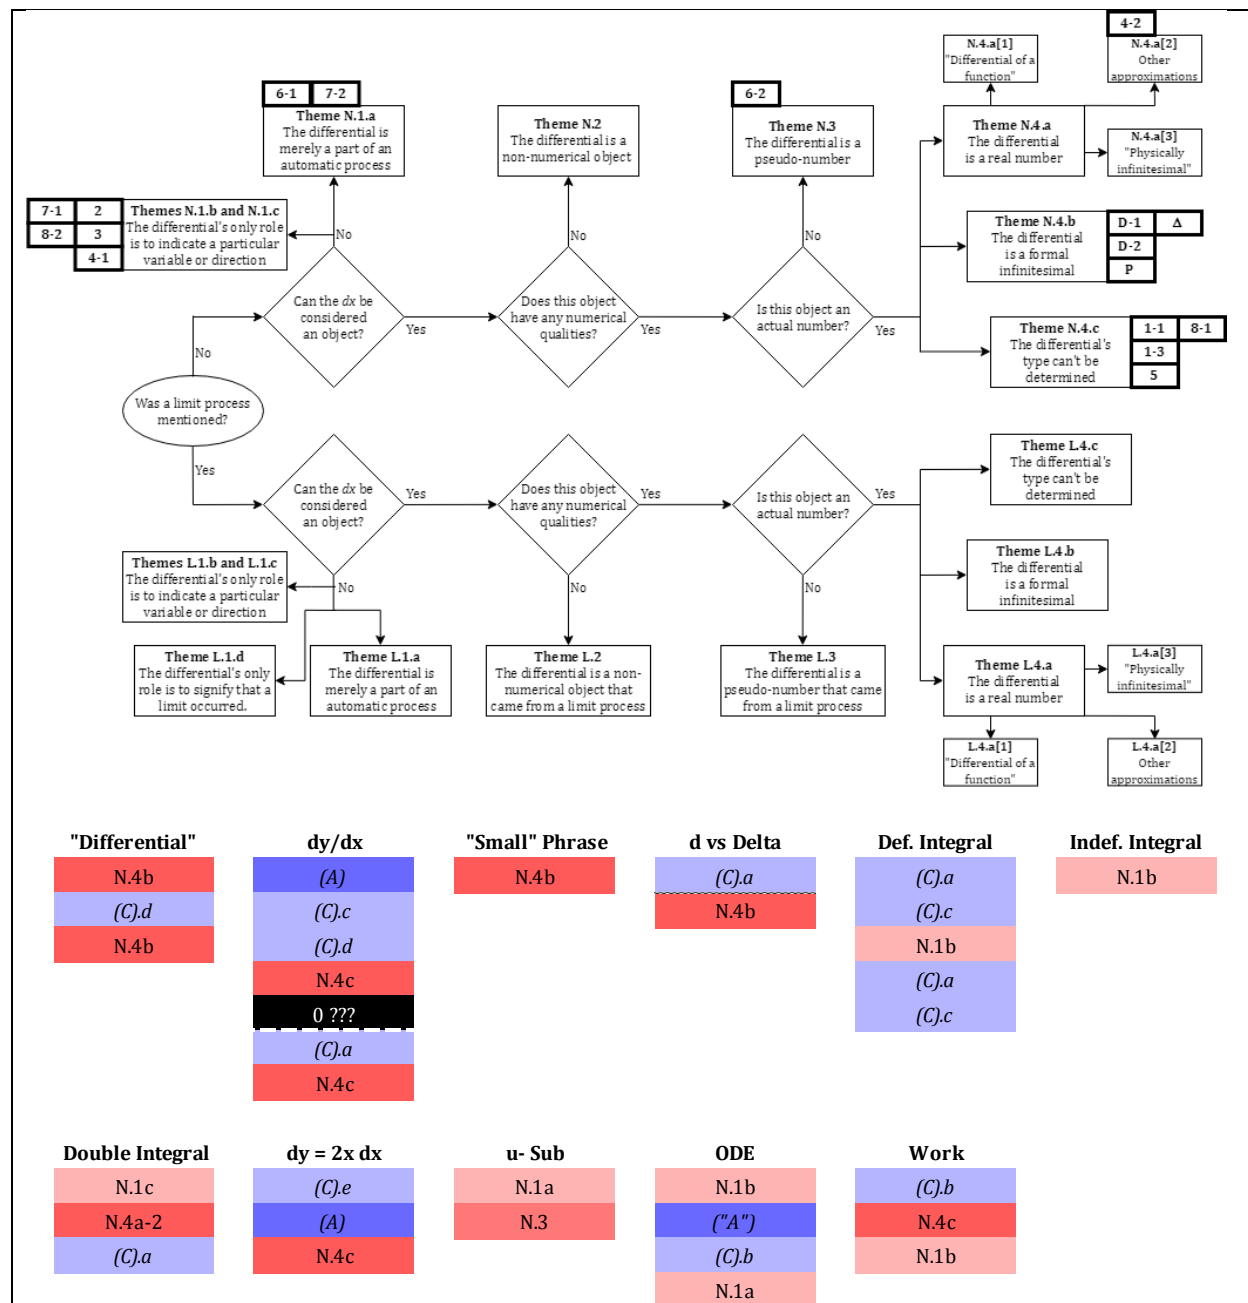 4-2
N.4.a[1]
"Differential of a
function"
N.4.a[2]
Other
approximations
6-1 7-2
Theme N.1.a
The differential is
merely a part of an
automatic process
Theme N.2
The differential is a
non-numerical object
6-2
Theme N.3
The differential is a
pseudo-number
Theme N.4.a
The differential
is a real number
N.4.a[3]
"Physically
infinitesimal"
7-1 2
8-2 3
4-1
Themes N.1.b and N.1.c
The differential's only role
is to indicate a particular
variable or direction
No
No
No
Theme N.4.b
The differential
is a formal
infinitesimal
D-1 Δ
D-2
P
Can the dx be
considered
an object?
Yes
Does this object
have any numerical
qualities?
Yes
Is this object an
actual number?
Yes
Theme N.4.c
The differential's
type can't be
determined
1-1 8-1
1-3
5
No
Was a limit process
mentioned?
Yes
Can the dx be
considered
an object?
Yes
Does this object
have any numerical
qualities?
Yes
Is this object an
actual number?
Yes
Theme L.4.c
The differential's
type can't be
determined
Themes L.1.b and L.1.c
The differential's only role
is to indicate a particular
variable or direction
No
No
No
Theme L.4.b
The differential
is a formal
infinitesimal
Theme L.1.d
The differential's only
role is to signify that a
limit occurred.
Theme L.1.a
The differential is
merely a part of an
automatic process
Theme L.2
The differential is a non-
numerical object that
came from a limit process
Theme L.3
The differential is a
pseudo-number that came
from a limit process
Theme L.4.a
The differential
is a real number
L.4.a[3]
"Physically
infinitesimal"
L.4.a[1]
"Differential of a
function"
L.4.a[2]
Other
approximations
"Differential"
N.4b
(C).d
N.4b
dy/dx
(A)
(C).c
(C).d
N.4c
0 ???
(C).a
N.4c
"Small" Phrase
N.4b
d vs Delta
(C).a
N.4b
Def. Integral
(C).a
(C).c
N.1b
(C).a
(C).c
Indef. Integral
N.1b
Double Integral
N.1c
N.4a-2
(C).a
dy = 2x dx
(C).e
(A)
N.4c
u- Sub
N.1a
N.3
ODE
N.1b
("A")
(C).b
N.1a
Work
(C).b
N.4c
N.1b